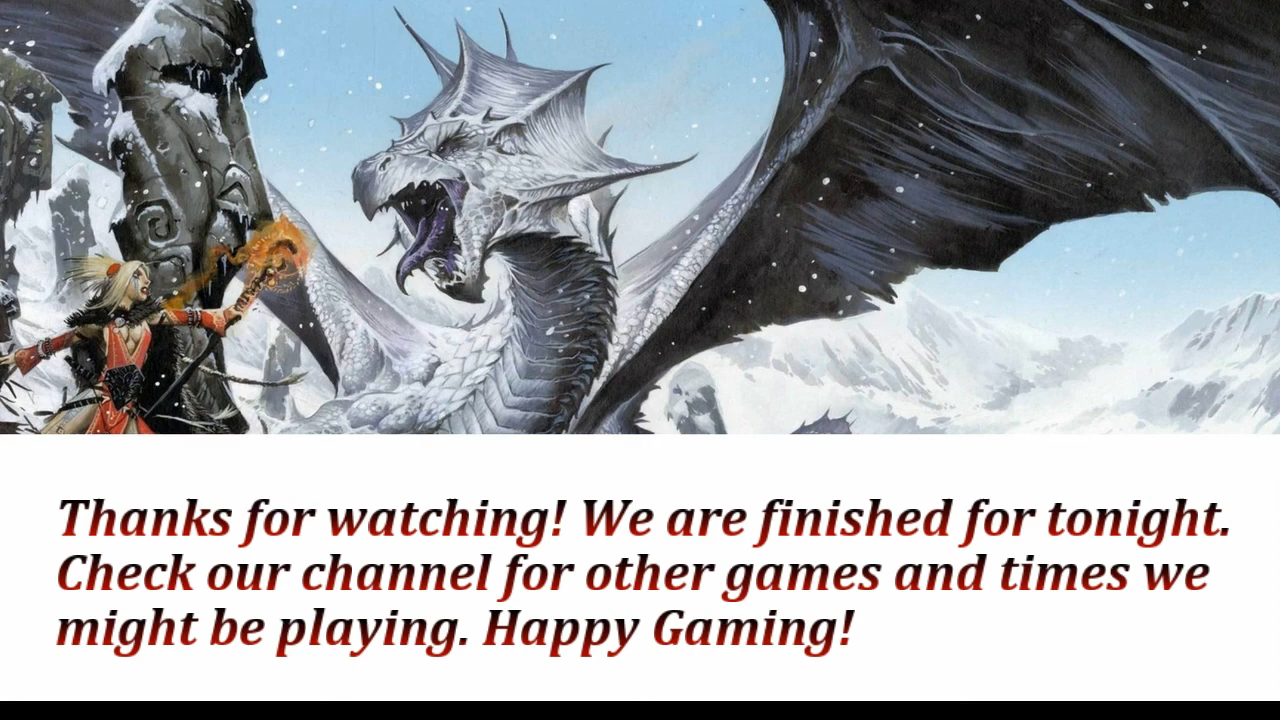 Thanks for watching! We are finished for tonight.
Check our channel for other games and times we
might be playing. Happy Gaming!